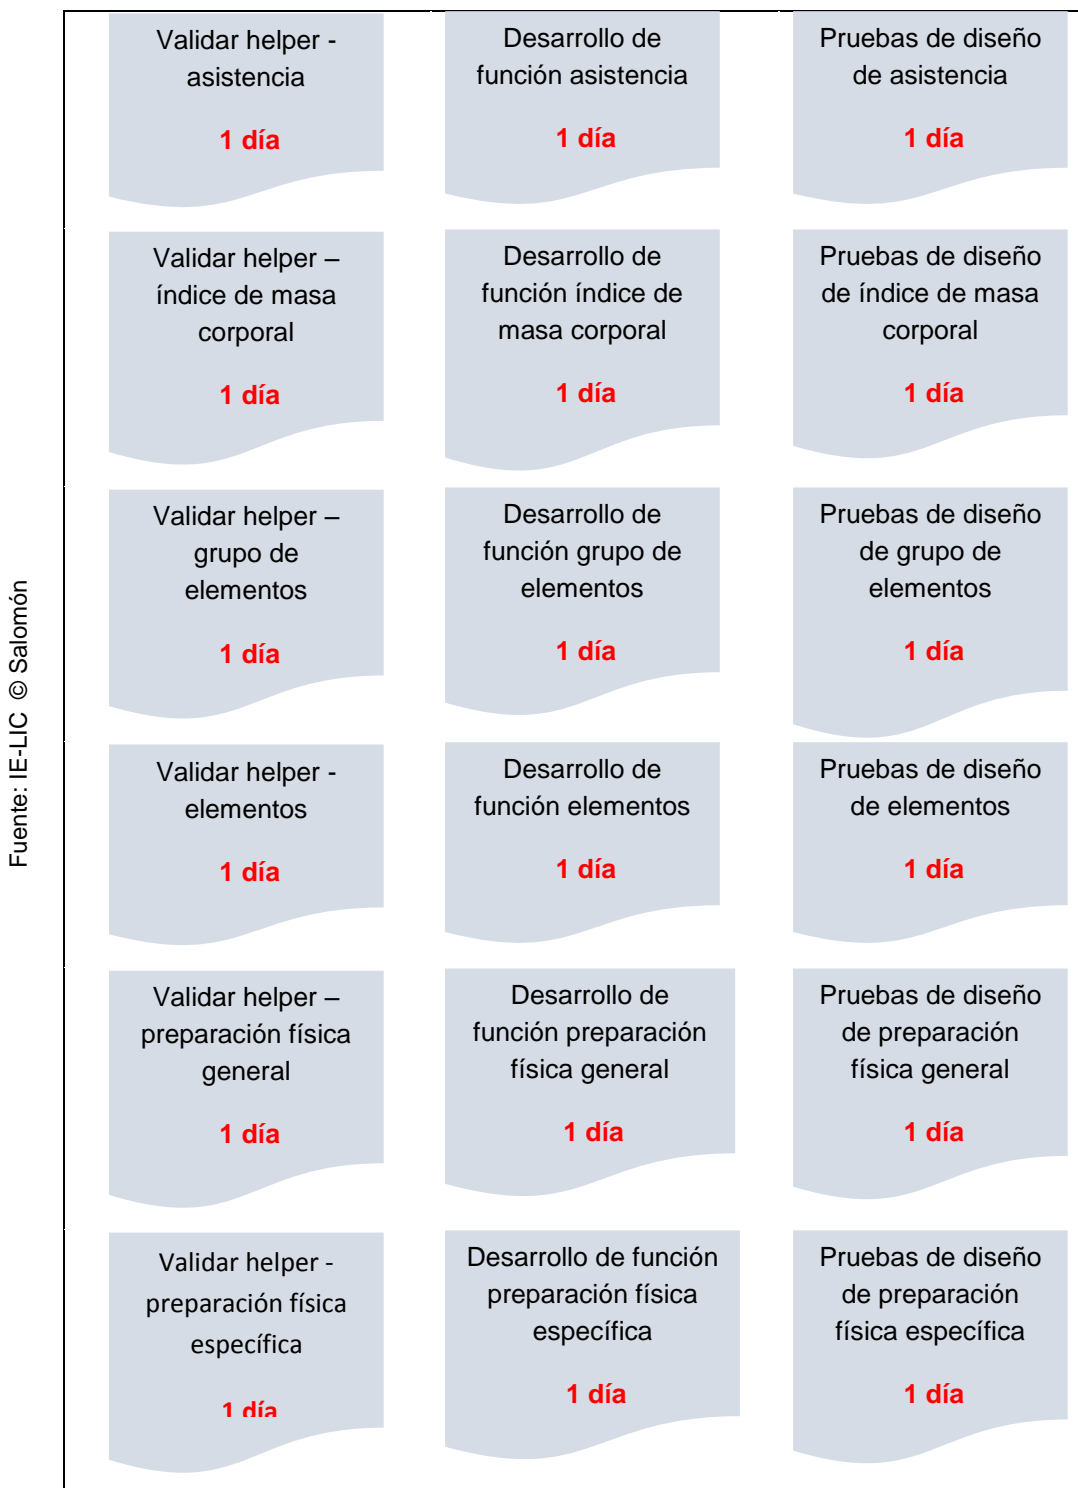 Validar helper -
asistencia
1 día
Desarrollo de
función asistencia
1 día
Pruebas de diseño
de asistencia
1 día
Validar helper –
índice de masa
corporal
1 día
Desarrollo de
función índice de
masa corporal
1 día
Pruebas de diseño
de índice de masa
corporal
1 día
Validar helper –
grupo de
elementos
1 día
Desarrollo de
función grupo de
elementos
1 día
Pruebas de diseño
de grupo de
elementos
1 día
Validar helper -
elementos
1 día
Desarrollo de
función elementos
1 día
Pruebas de diseño
de elementos
1 día
Validar helper –
preparación física
general
1 día
Desarrollo de
función preparación
física general
1 día
Pruebas de diseño
de preparación
física general
1 día
Validar helper -
preparación física
específica
1 día
Desarrollo de función
preparación física
específica
1 día
Pruebas de diseño
de preparación
física específica
1 día
Fuente: IE-LIC © Salomón